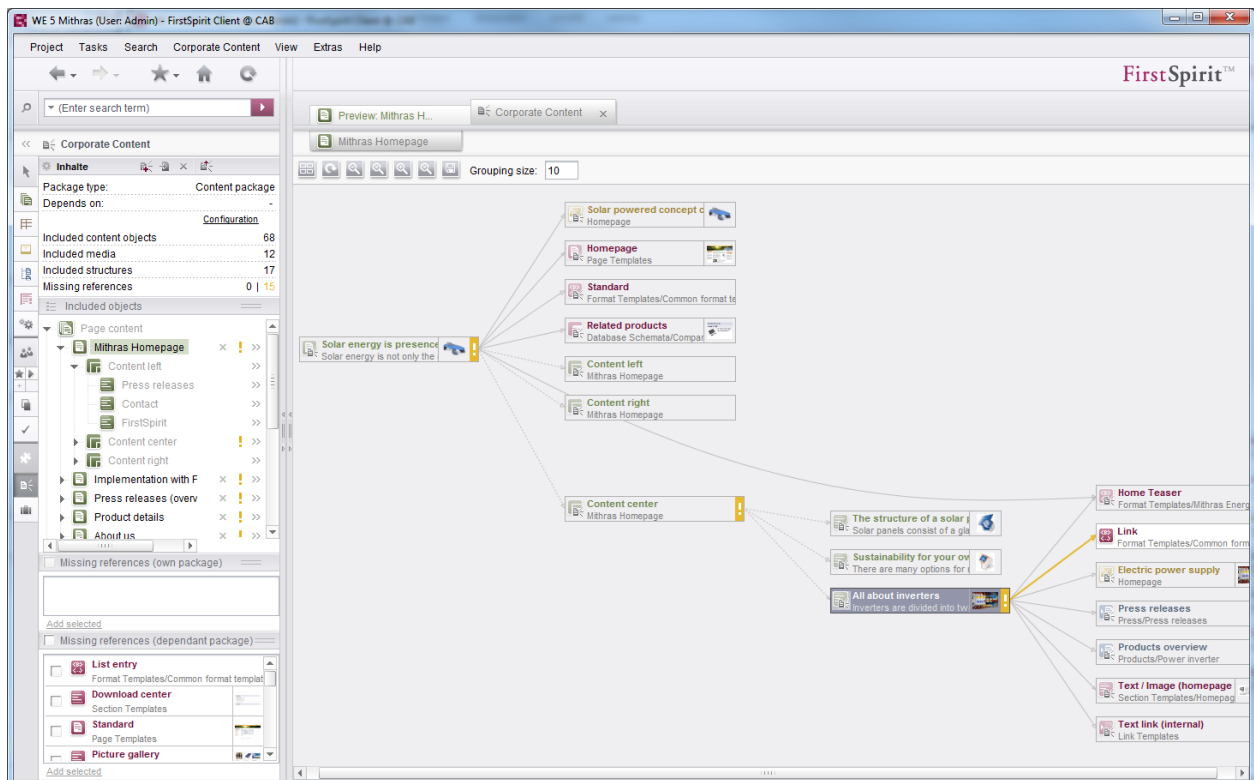 WE 5 Mithras (User: Admin) - FirstSpirit Client @ CAB
Project Tasks Search Corporate Content View Extras Help
FirstSpirit™
(Enter search term)
Preview: Mithras H...
Corporate Content
Corporate Content
Mithras Homepage
Inhalte
Grouping size: 10
Package type: Content package
Depends on: -
Configuration
Included content objects 68
Included media 12
Included structures 17
Missing references 0 | 15
Included objects
Page content
Mithras Homepage
Content left
Press releases
Contact
FirstSpirit
Content center
Content right
Implementation with F
Press releases (overv
Product details
About us
Missing references (own package)
Add selected
Missing references (dependant package)
List entry
Format Templates/Common format templat
Download center
Section Templates
Standard
Page Templates
Picture gallery
Add selected
Solar energy is presence
Solar energy is not only the
Solar powered concept c
Homepage
Homepage
Page Templates
Standard
Format Templates/Common format te
Related products
Database Schemata/Compar
Content left
Mithras Homepage
Content right
Mithras Homepage
Content center
Mithras Homepage
The structure of a solar p
Solar panels consist of a gla
Sustainability for your ow
There are many options for
All about inverters
Inverters are divided into tw
Home Teaser
Format Templates/Mithras Energ
Link
Format Templates/Common form
Electric power supply
Homepage
Press releases
Press/Press releases
Products overview
Products/Power inverter
Text / Image (homepage
Section Templates/Homepag
Text link (internal)
Link Templates